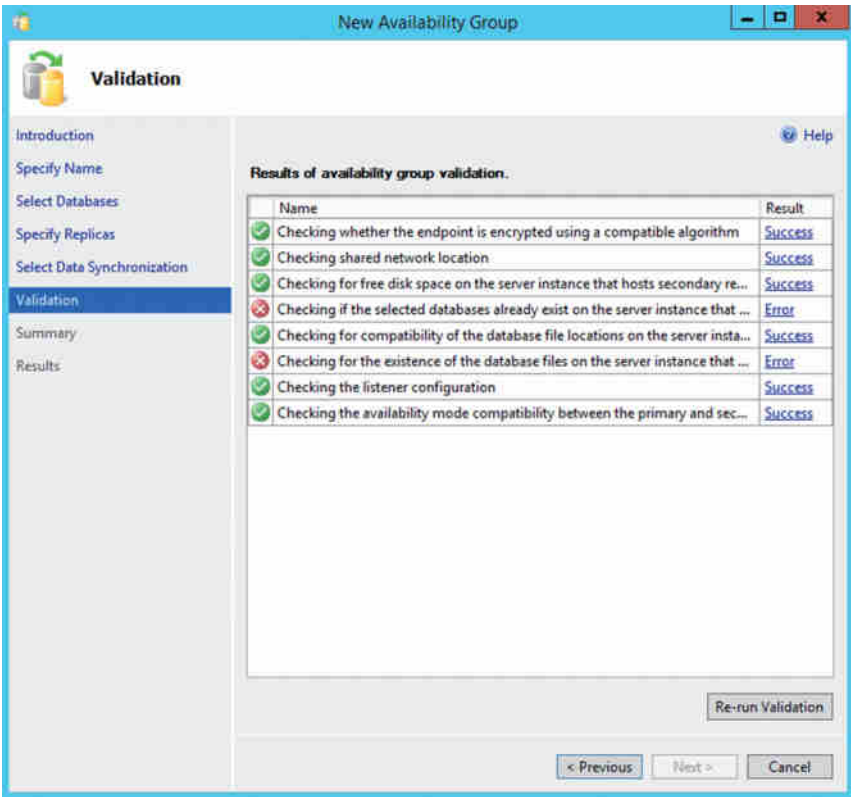 New Availability Group
Validation
Introduction
Specify Name
Select Databases
Specify Replicas
Select Data Synchronization
Validation
Summary
Results
Help
Results of availability group validation.
Name Result
Checking whether the endpoint is encrypted using a compatible algorithm Success
Checking shared network location Success
Checking for free disk space on the server instance that hosts secondary re... Success
Checking if the selected databases already exist on the server instance that ... Error
Checking for compatibility of the database file locations on the server insta... Success
Checking for the existence of the database files on the server instance that ... Error
Checking the listener configuration Success
Checking the availability mode compatibility between the primary and sec... Success
Re-run Validation
< Previous Next > Cancel